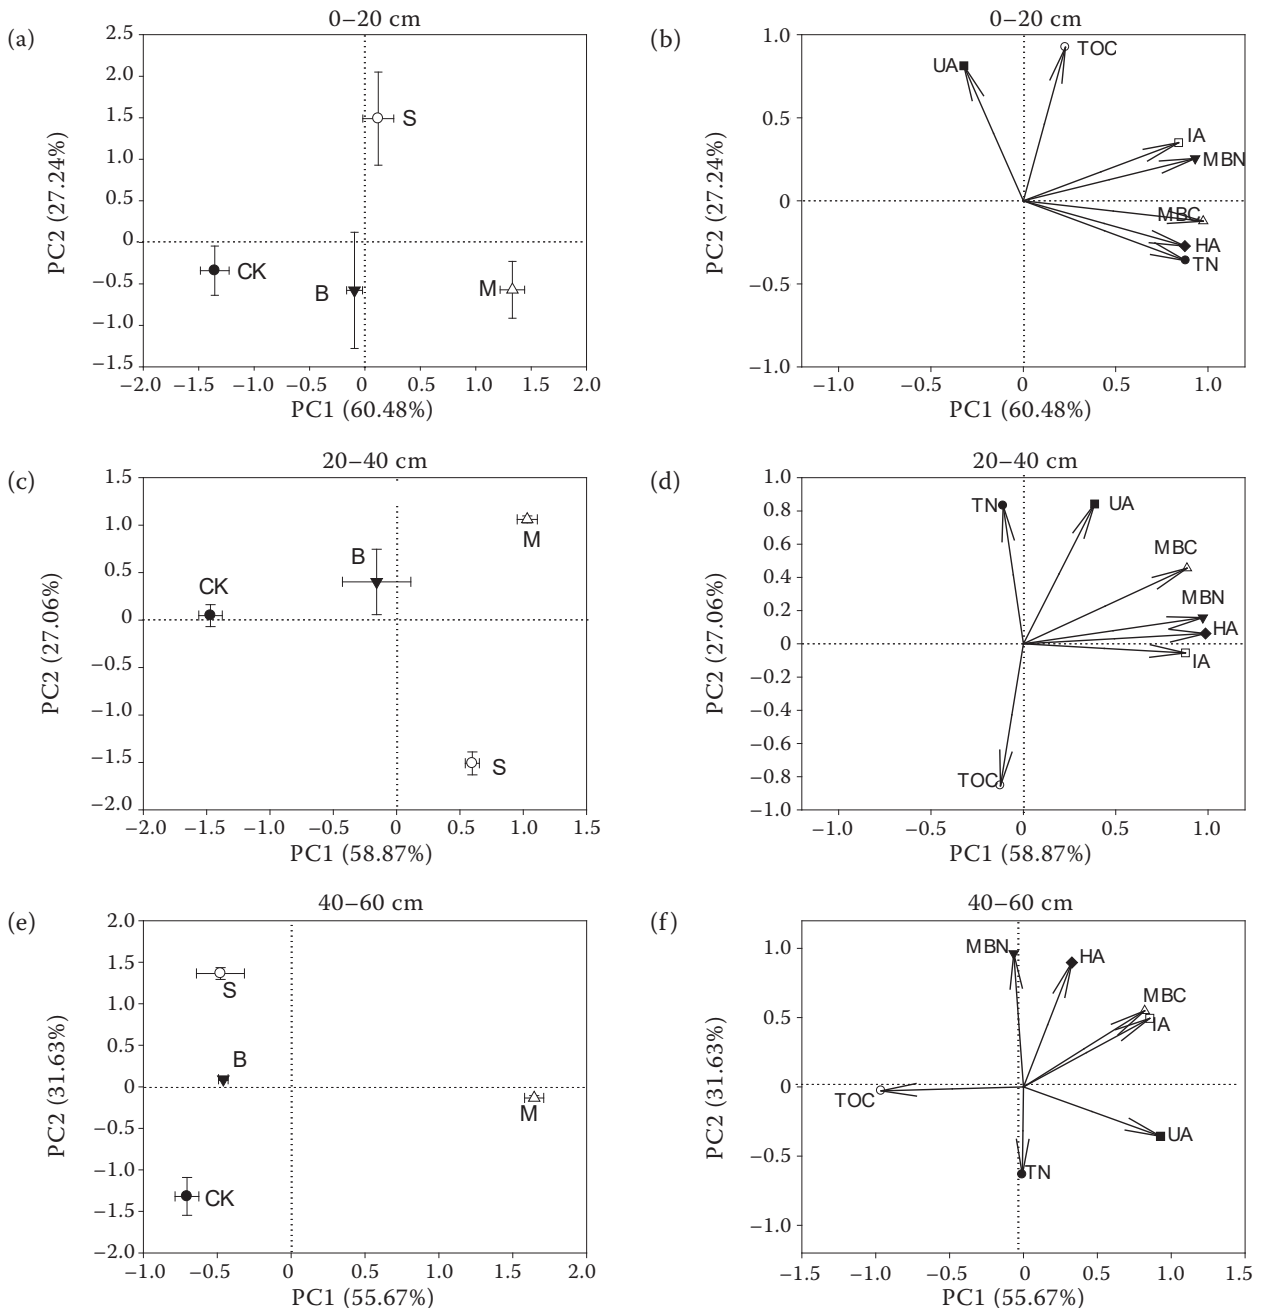 (a)
0–20 cm
2.5
2.0
1.5
1.0
0.5
0
−0.5
−1.0
−1.5
PC2 (27.24%)
S
CK
B
M
−2.0 −1.5 −1.0 −0.5 0 0.5 1.0 1.5 2.0
PC1 (60.48%)
(b)
0–20 cm
1.0
0.5
0
−0.5
−1.0
PC2 (27.24%)
UA
TOC
IA
MBN
MBC
HA
TN
−1.0 −0.5 0 0.5 1.0
PC1 (60.48%)
(c)
20–40 cm
1.5
1.0
0.5
0
−0.5
−1.0
−1.5
−2.0
PC2 (27.06%)
M
B
CK
S
−2.0 −1.5 −1.0 −0.5 0 0.5 1.0 1.5
PC1 (58.87%)
(d)
20–40 cm
1.0
0.8
0.6
0.4
0.2
0
−0.2
−0.4
−0.6
−0.8
−1.0
PC2 (27.06%)
TN
UA
MBC
MBN
HA
IA
TOC
−1.0 −0.5 0 0.5 1.0
PC1 (58.87%)
(e)
40–60 cm
2.0
1.5
1.0
0.5
0
−0.5
−1.0
−1.5
−2.0
PC2 (31.63%)
S
B
M
CK
−1.0 −0.5 0 0.5 1.0 1.5 2.0
PC1 (55.67%)
(f)
40–60 cm
1.0
0.5
0
−0.5
−1.0
PC2 (31.63%)
MBN
HA
MBC
IA
TOC
UA
TN
−1.5 −1.0 −0.5 0 0.5 1.0 1.5
PC1 (55.67%)